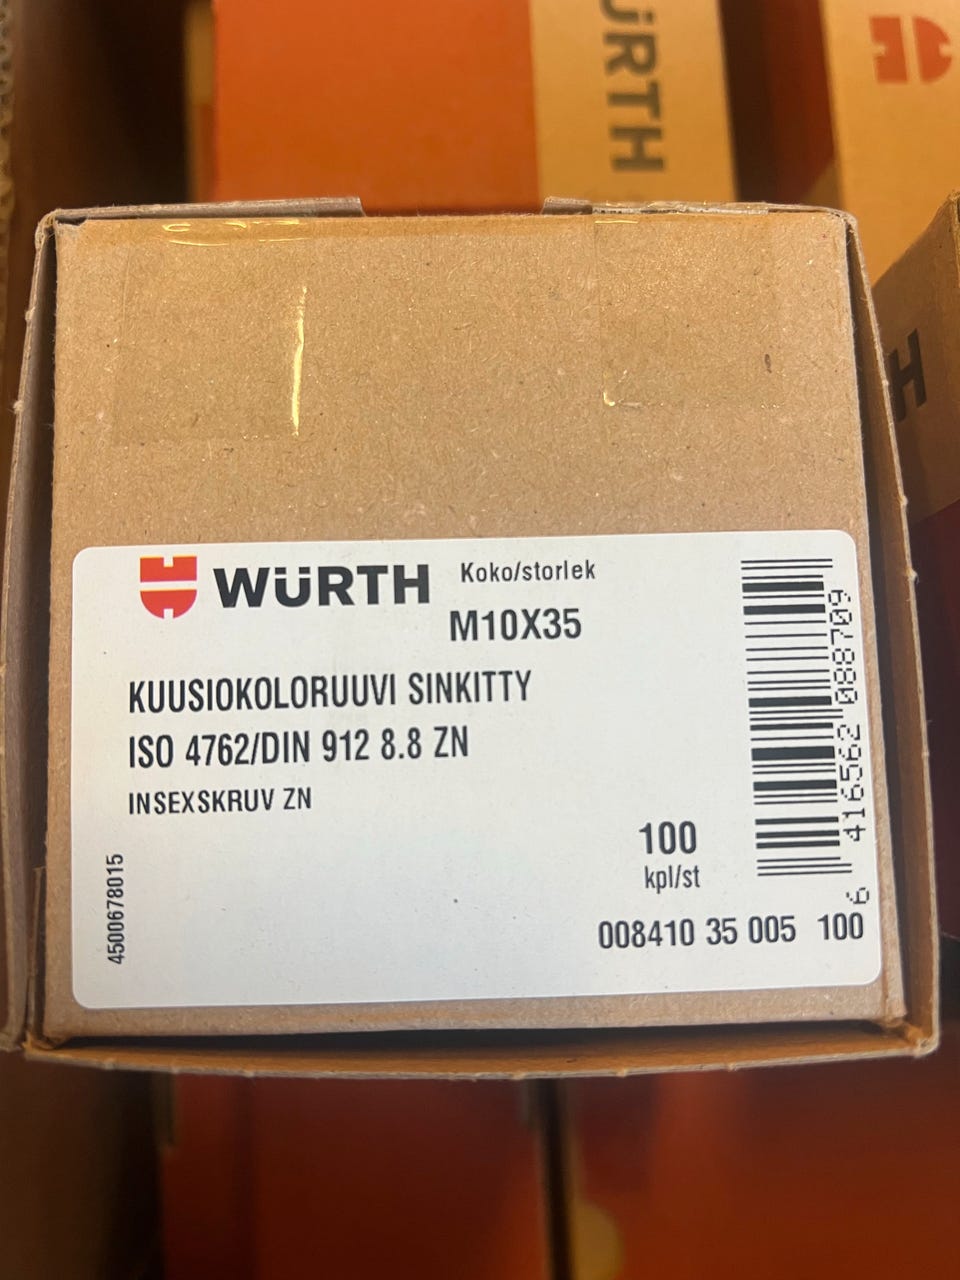 ÜRTH
H
WÜRTH
Koko/storlek
M10X35
KUUSIOKOLORUUVI SINKITTY
ISO 4762/DIN 912 8.8 ZN
INSEXSKRUV ZN
100
kpl/st
008410 35 005 100
4500678015
6 416562 088709